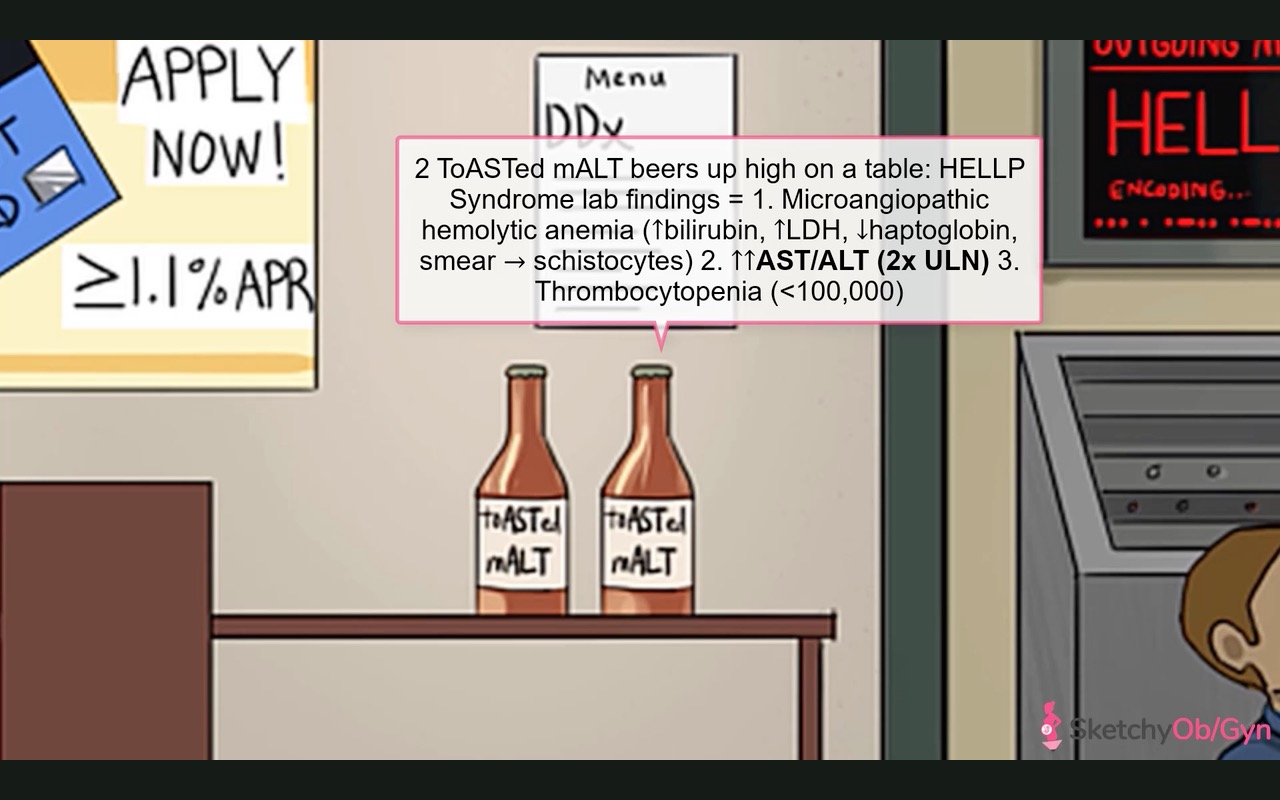 APPLY
NOW!
T
D
≥1.1% APR
Menu
DDx
2 ToASTed mALT beers up high on a table: HELLP
Syndrome lab findings = 1. Microangiopathic
hemolytic anemia (↑bilirubin, ↑LDH, ↓haptoglobin,
smear → schistocytes) 2. ↑↑AST/ALT (2x ULN) 3.
Thrombocytopenia (<100,000)
toASTed
mALT
toASTed
mALT
OUTGOING
HELL
ENCODING...
SketchyOb/Gyn